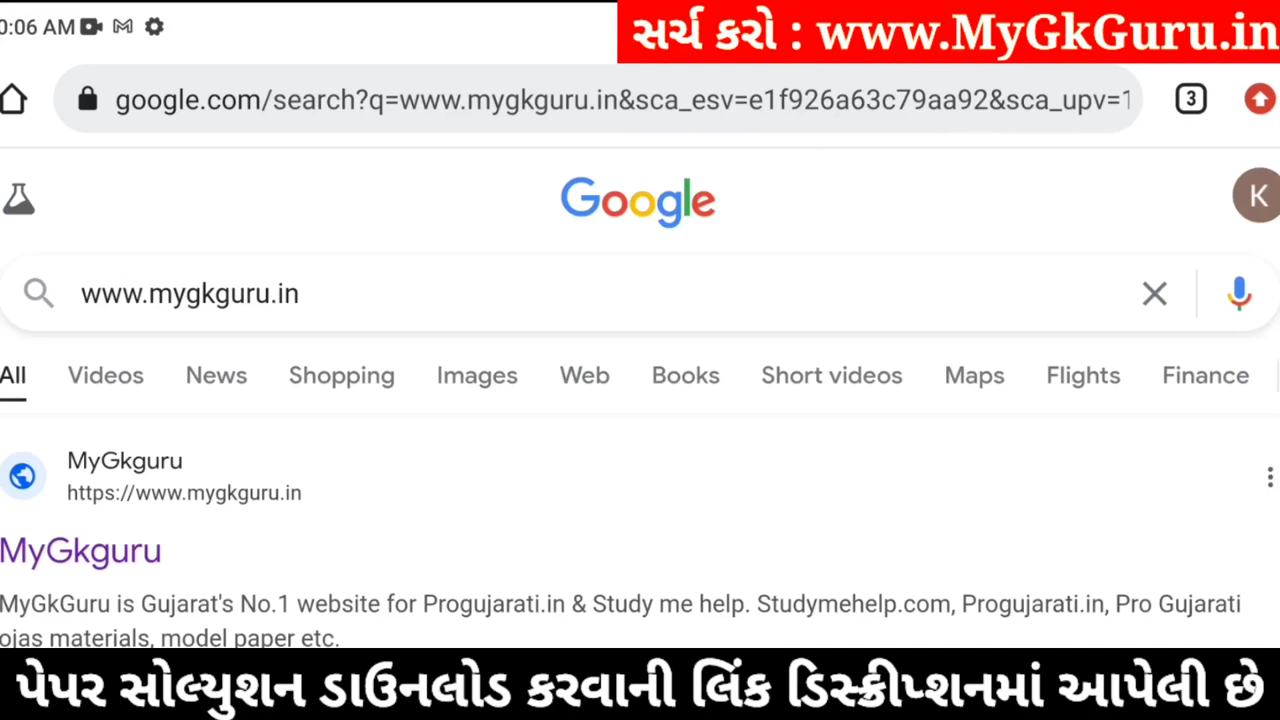 0:06 AM
સર્ચ કરો : www.MyGkGuru.in
google.com/search?q=www.mygkguru.in&sca_esv=e1f926a63c79aa92&sca_upv=1
3
Google
K
www.mygkguru.in
All Videos News Shopping Images Web Books Short videos Maps Flights Finance
MyGkguru
https://www.mygkguru.in
MyGkguru
MyGkGuru is Gujarat's No.1 website for Progujarati.in & Study me help. Studymehelp.com, Progujarati.in, Pro Gujarati
ojas materials, model paper etc.
પેપર સોલ્યુશન ડાઉનલોડ કરવાની લિંક ડિસ્ક્રીપ્શનમાં આપેલી છે